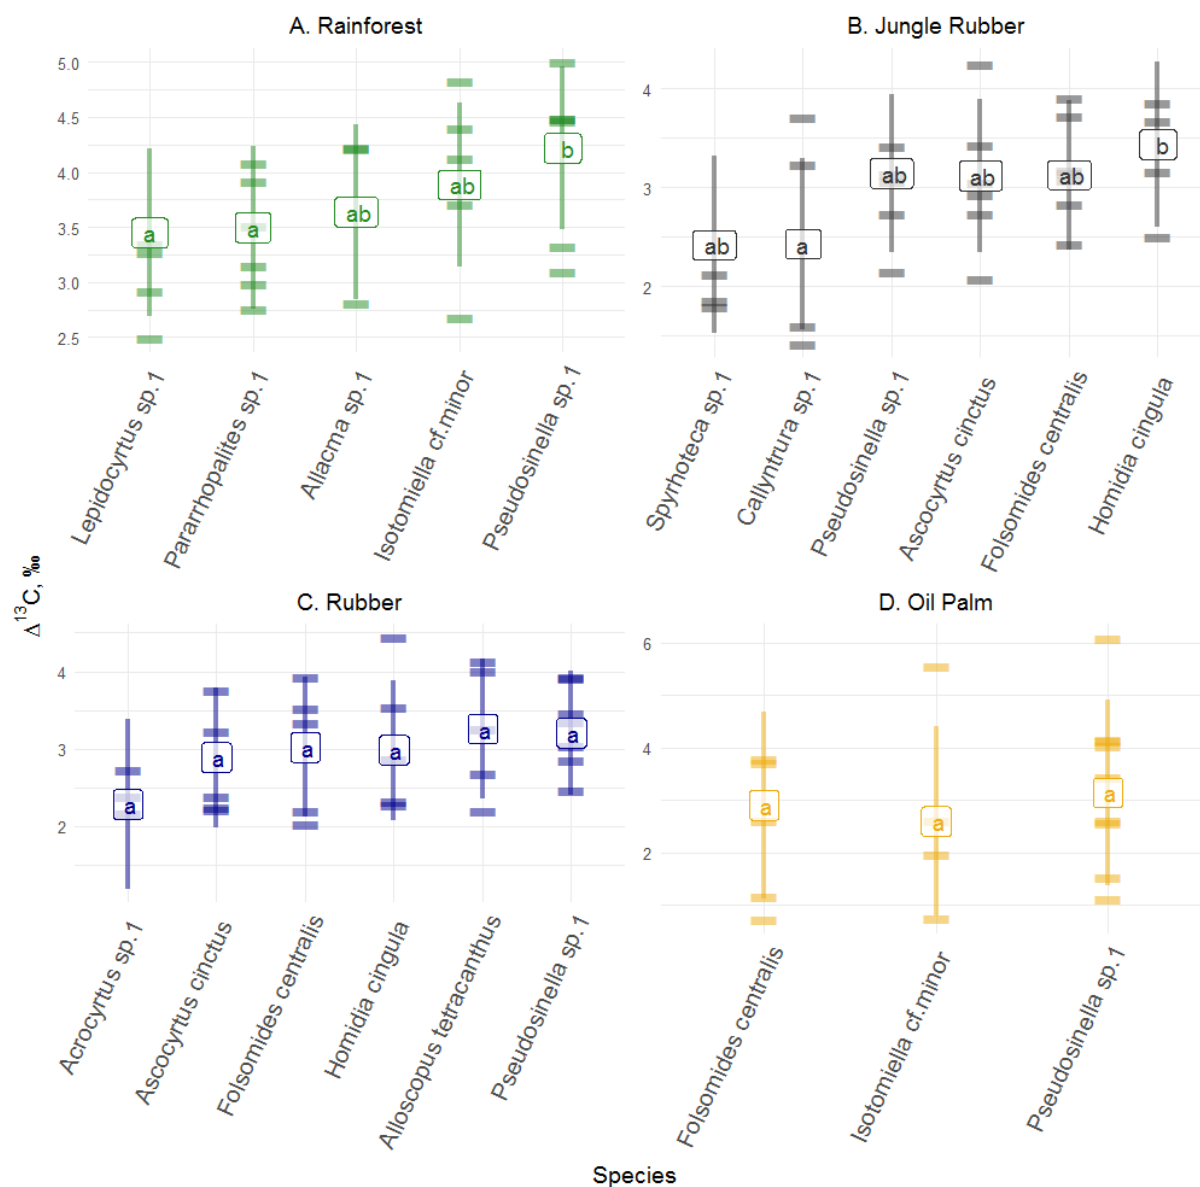 A. Rainforest
5.0
4.5
4.0
3.5
3.0
2.5
a
a
ab
ab
b
Lepidocyrtus sp.1
Pararrhopalites sp.1
Allacma sp.1
Isotomiella cf.minor
Pseudosinella sp.1
B. Jungle Rubber
4
3
2
ab
a
ab
ab
ab
b
Spyrhoteca sp.1
Callyntrura sp.1
Pseudosinella sp.1
Ascocyrtus cinctus
Folsomides centralis
Homidia cingula
Δ¹³C, ‰
C. Rubber
4
3
2
a
a
a
a
a
a
Acrocyrtus sp.1
Ascocyrtus cinctus
Folsomides centralis
Homidia cingula
Alloscopus tetracanthus
Pseudosinella sp.1
D. Oil Palm
6
4
2
a
a
a
Folsomides centralis
Isotomiella cf.minor
Pseudosinella sp.1
Species